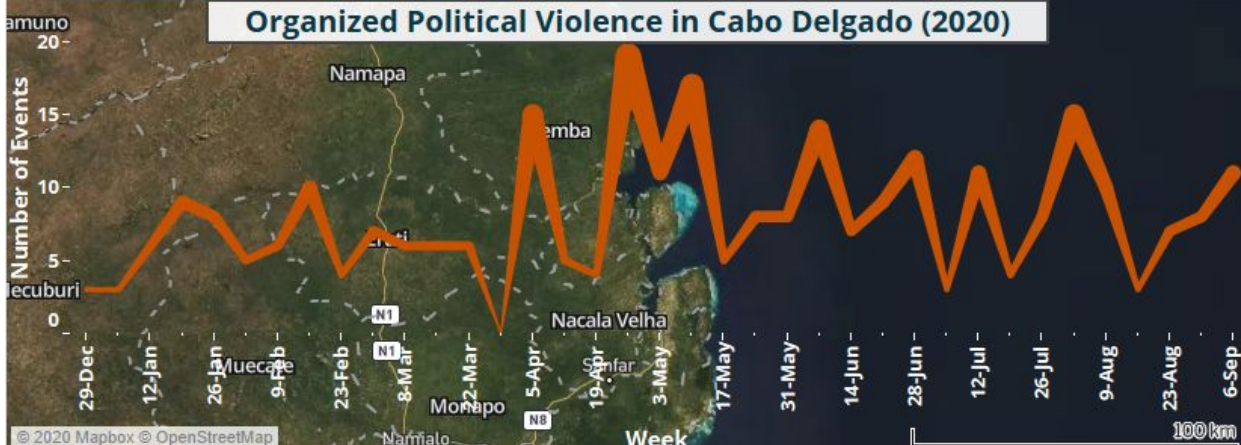 Organized Political Violence in Cabo Delgado (2020)
amuno
20
15
10
5
0
Number of Events
Namapa
emba
Erati
Mecuburi
N1
N1
Muecate
Nacala Velha
Monapo
N8
Namialo
29-Dec
12-Jan
26-Jan
9-Feb
23-Feb
8-Mar
22-Mar
5-Apr
19-Apr
3-May
17-May
31-May
14-Jun
28-Jun
12-Jul
26-Jul
9-Aug
23-Aug
6-Sep
Week
© 2020 Mapbox © OpenStreetMap
100 km